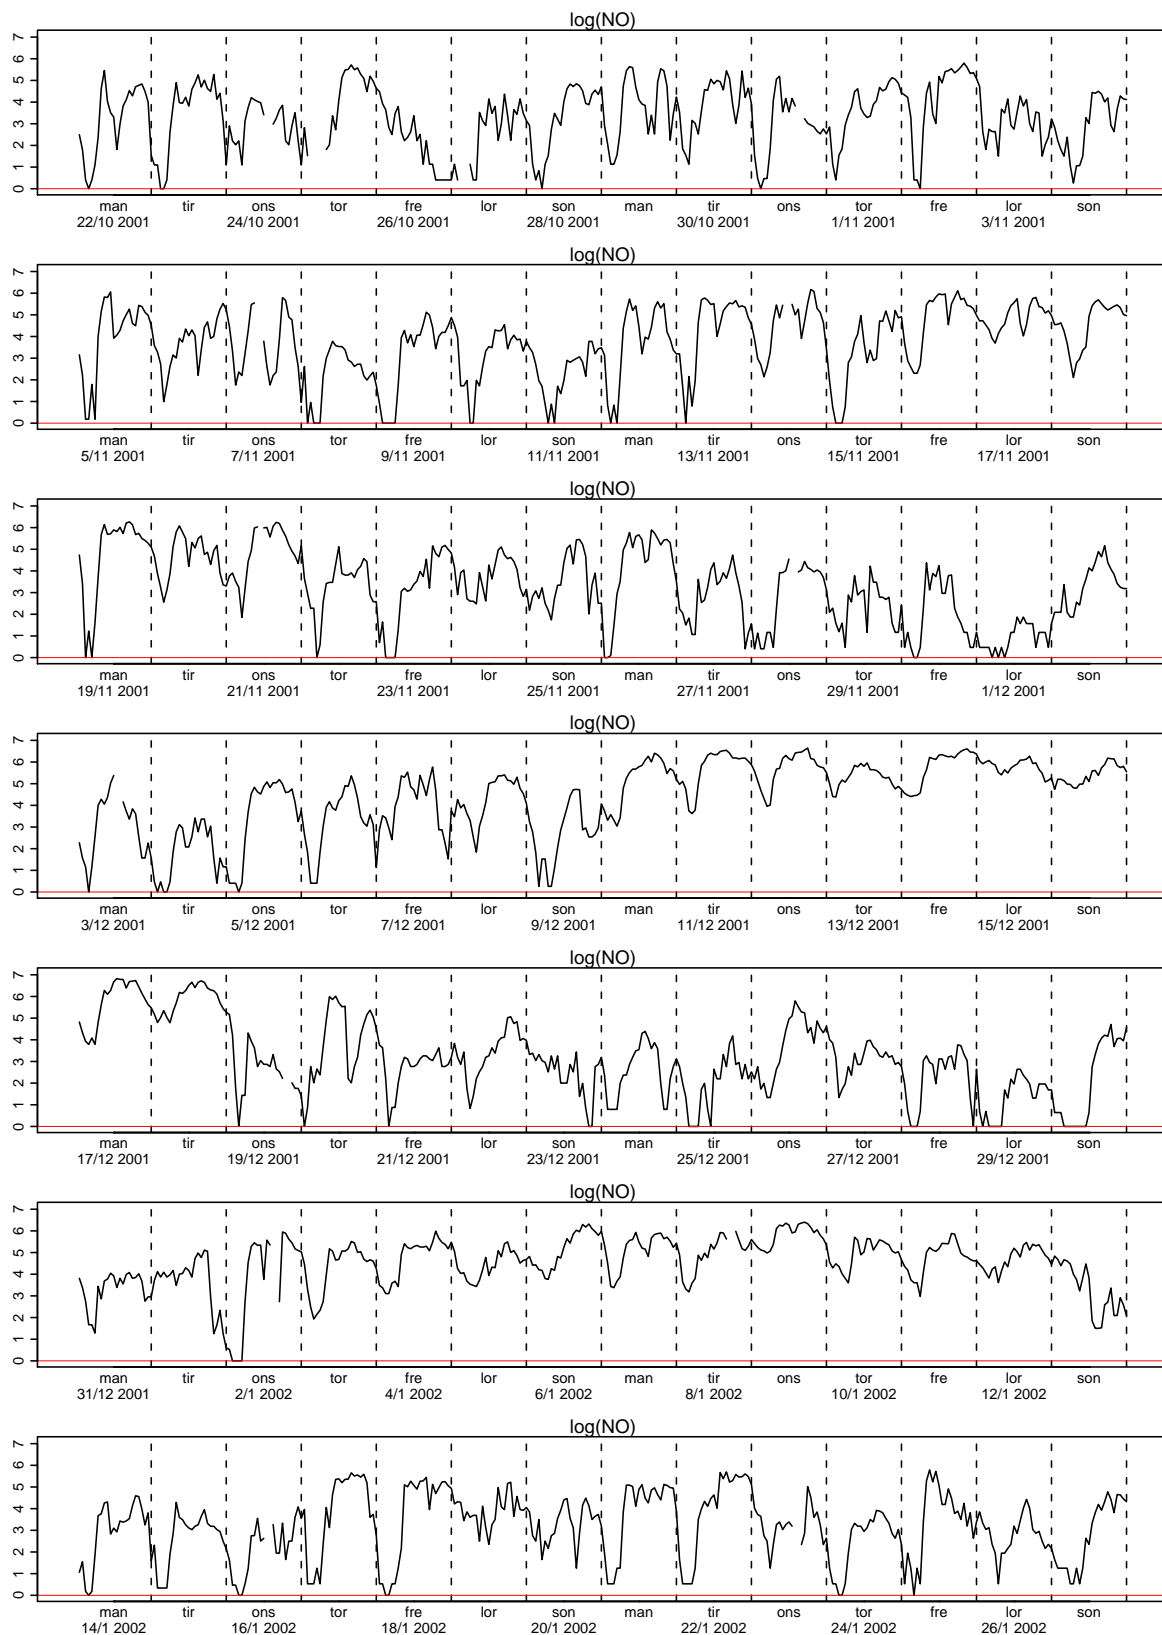 log(NO)
7
6
5
4
3
2
1
0
man tir ons tor fre lor son man tir ons tor fre lor son
22/10 2001 24/10 2001 26/10 2001 28/10 2001 30/10 2001 1/11 2001 3/11 2001
log(NO)
7
6
5
4
3
2
1
0
man tir ons tor fre lor son man tir ons tor fre lor son
5/11 2001 7/11 2001 9/11 2001 11/11 2001 13/11 2001 15/11 2001 17/11 2001
log(NO)
7
6
5
4
3
2
1
0
man tir ons tor fre lor son man tir ons tor fre lor son
19/11 2001 21/11 2001 23/11 2001 25/11 2001 27/11 2001 29/11 2001 1/12 2001
log(NO)
7
6
5
4
3
2
1
0
man tir ons tor fre lor son man tir ons tor fre lor son
3/12 2001 5/12 2001 7/12 2001 9/12 2001 11/12 2001 13/12 2001 15/12 2001
log(NO)
7
6
5
4
3
2
1
0
man tir ons tor fre lor son man tir ons tor fre lor son
17/12 2001 19/12 2001 21/12 2001 23/12 2001 25/12 2001 27/12 2001 29/12 2001
log(NO)
7
6
5
4
3
2
1
0
man tir ons tor fre lor son man tir ons tor fre lor son
31/12 2001 2/1 2002 4/1 2002 6/1 2002 8/1 2002 10/1 2002 12/1 2002
log(NO)
7
6
5
4
3
2
1
0
man tir ons tor fre lor son man tir ons tor fre lor son
14/1 2002 16/1 2002 18/1 2002 20/1 2002 22/1 2002 24/1 2002 26/1 2002